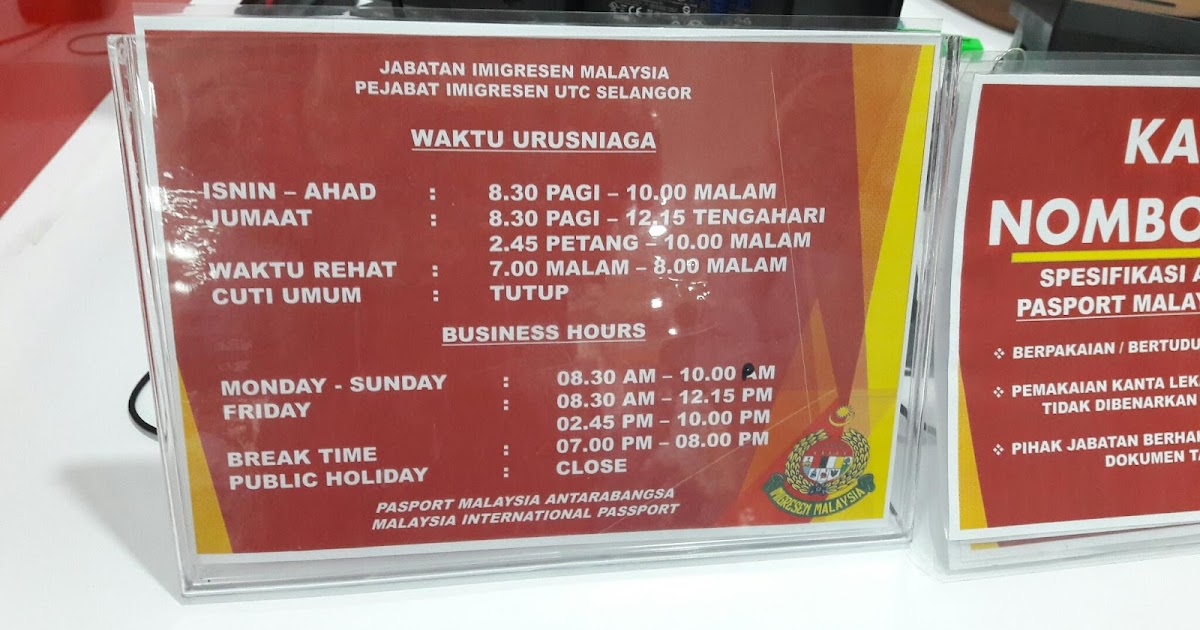 JABATAN IMIGRESEN MALAYSIA
PEJABAT IMIGRESEN UTC SELANGOR
WAKTU URUSNIAGA
ISNIN – AHAD : 8.30 PAGI – 10.00 MALAM
JUMAAT : 8.30 PAGI – 12.15 TENGAHARI
2.45 PETANG – 10.00 MALAM
WAKTU REHAT : 7.00 MALAM – 8.00 MALAM
CUTI UMUM : TUTUP
BUSINESS HOURS
MONDAY - SUNDAY : 08.30 AM – 10.00 PM
FRIDAY : 08.30 AM – 12.15 PM
02.45 PM – 10.00 PM
BREAK TIME : 07.00 PM – 08.00 PM
PUBLIC HOLIDAY : CLOSE
PASPORT MALAYSIA ANTARABANGSA
MALAYSIA INTERNATIONAL PASSPORT
IMIGRESEN MALAYSIA
KA
NOMBO
SPESIFIKASI
PASPORT MALAY
❖ BERPAKAIAN / BERTUDU
❖ PEMAKAIAN KANTA LEK
TIDAK DIBENARKAN
❖ PIHAK JABATAN BERHA
DOKUMEN TA